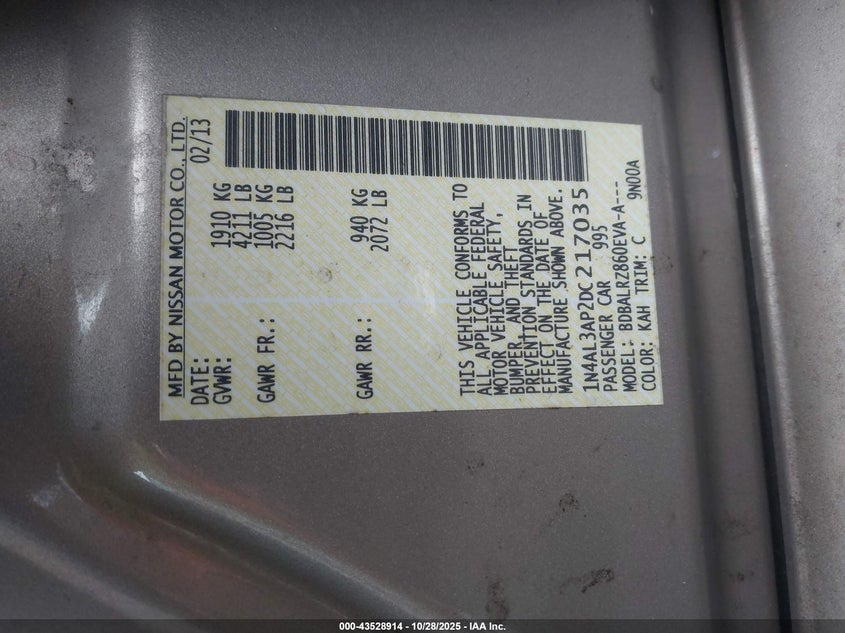 MFD BY NISSAN MOTOR CO., LTD.
DATE: 02/13
GVWR: 1910 KG
4211 LB
GAWR FR.: 1005 KG
2216 LB
GAWR RR.: 940 KG
2072 LB
THIS VEHICLE CONFORMS TO
ALL APPLICABLE FEDERAL
MOTOR VEHICLE SAFETY,
BUMPER, AND THEFT
PREVENTION STANDARDS IN
EFFECT ON THE DATE OF
MANUFACTURE SHOWN ABOVE.
1N4AL3AP2DC217035
PASSENGER CAR 995
MODEL: BDBALRZ860EVA-A---
COLOR: KAH TRIM: C 9N00A
000-43528914 - 10/28/2025 - IAA Inc.